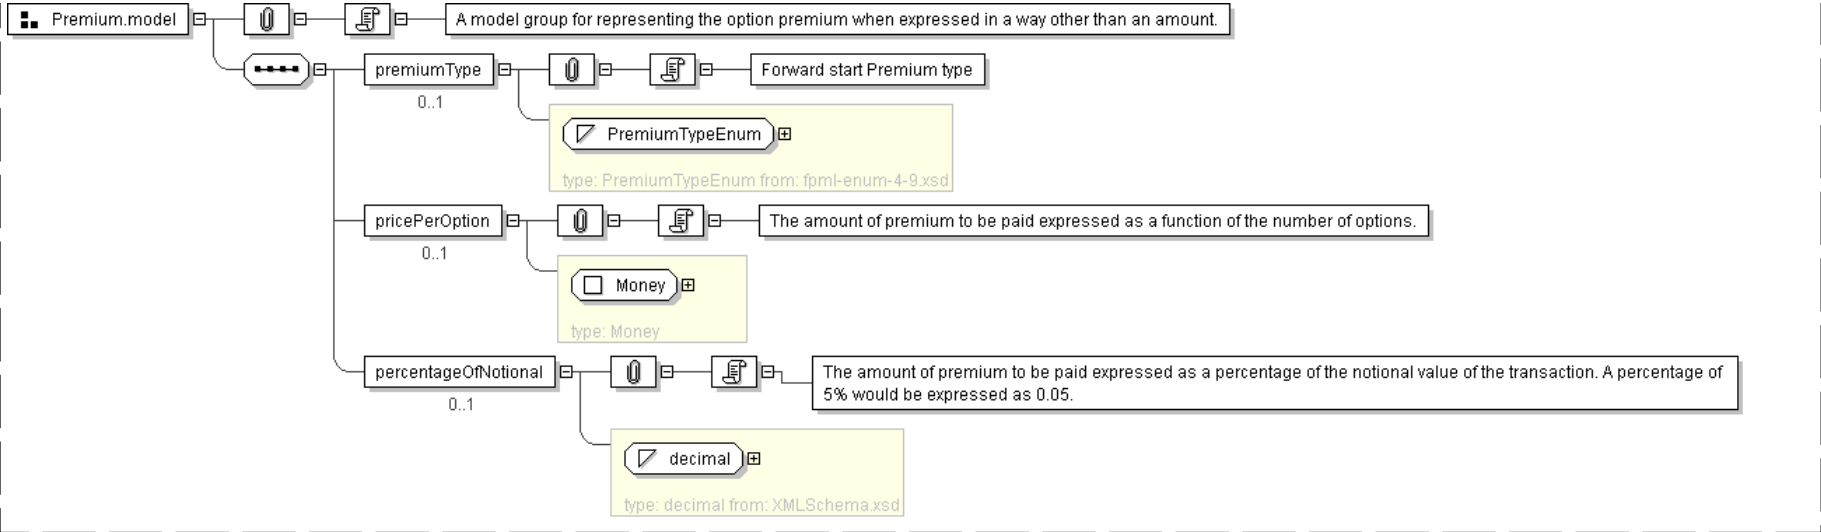 Premium.model
A model group for representing the option premium when expressed in a way other than an amount.
premiumType
Forward start Premium type
0..1
PremiumTypeEnum
type: PremiumTypeEnum from: fpml-enum-4-9.xsd
pricePerOption
The amount of premium to be paid expressed as a function of the number of options.
0..1
Money
type: Money
percentageOfNotional
The amount of premium to be paid expressed as a percentage of the notional value of the transaction. A percentage of
5% would be expressed as 0.05.
0..1
decimal
type: decimal from: XMLSchema.xsd